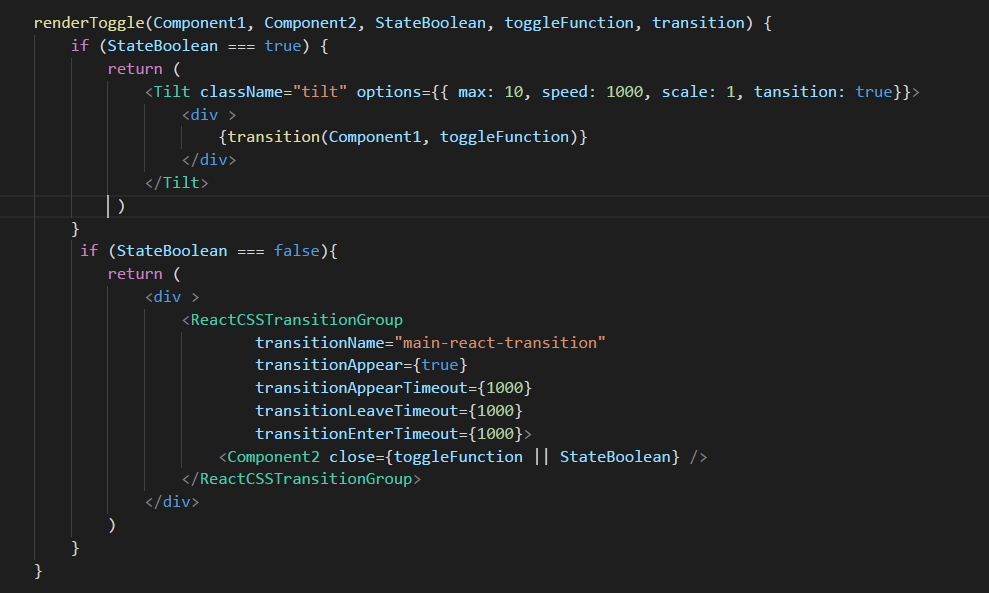 renderToggle(Component1, Component2, StateBoolean, toggleFunction, transition) {
    if (StateBoolean === true) {
        return (
            <Tilt className="tilt" options={{ max: 10, speed: 1000, scale: 1, tansition: true}}>
                <div >
                    {transition(Component1, toggleFunction)}
                </div>
            </Tilt>
         )
    }
     if (StateBoolean === false){
        return (
            <div >
                <ReactCSSTransitionGroup
                        transitionName="main-react-transition"
                        transitionAppear={true}
                        transitionAppearTimeout={1000}
                        transitionLeaveTimeout={1000}
                        transitionEnterTimeout={1000}>
                    <Component2 close={toggleFunction || StateBoolean} />
                </ReactCSSTransitionGroup>
            </div>
        )
    }
}